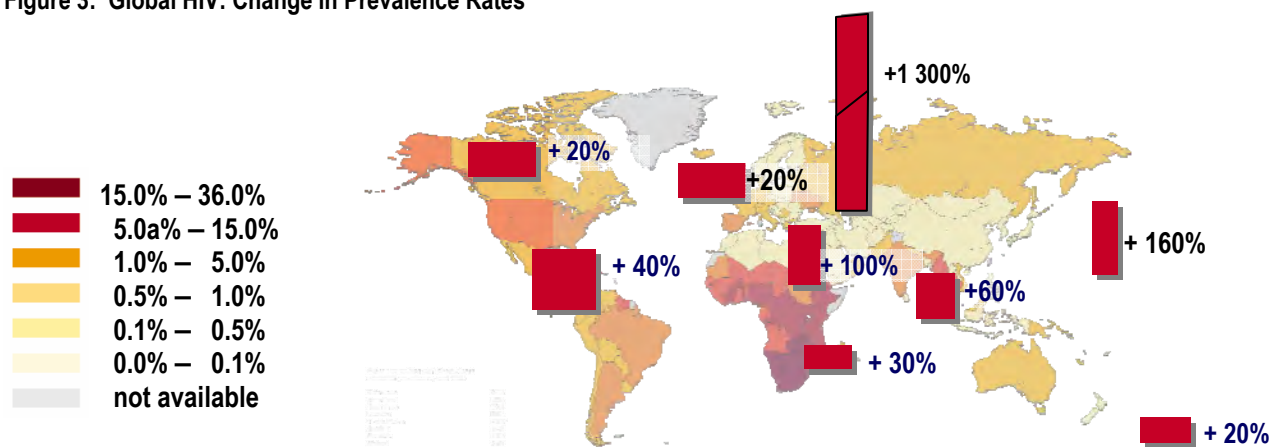 Figure 3: Global HIV: Change in Prevalence Rates
+1 300%
+ 20%
+20%
15.0% – 36.0%
5.0a% – 15.0%
1.0% – 5.0%
0.5% – 1.0%
0.1% – 0.5%
0.0% – 0.1%
not available
+ 160%
+ 40%
+ 100%
+60%
+ 30%
+ 20%